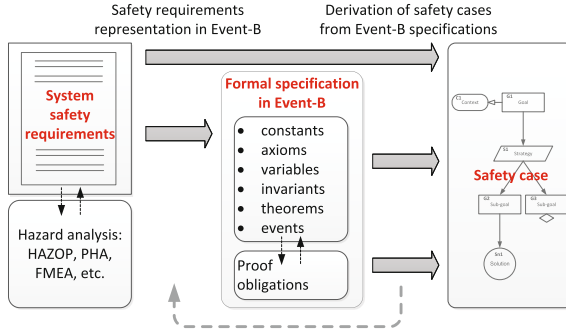 Safety requirements
representation in Event-B
Derivation of safety cases
from Event-B specifications
System
safety
requirements
Hazard analysis:
HAZOP, PHA,
FMEA, etc.
Formal specification
in Event-B
• constants
• axioms
• variables
• invariants
• theorems
• events
Proof
obligations
C1
Context
G1
Goal
S1
Strategy
Safety case
G2
Sub-goal
G3
Sub-goal
Sn1
Solution